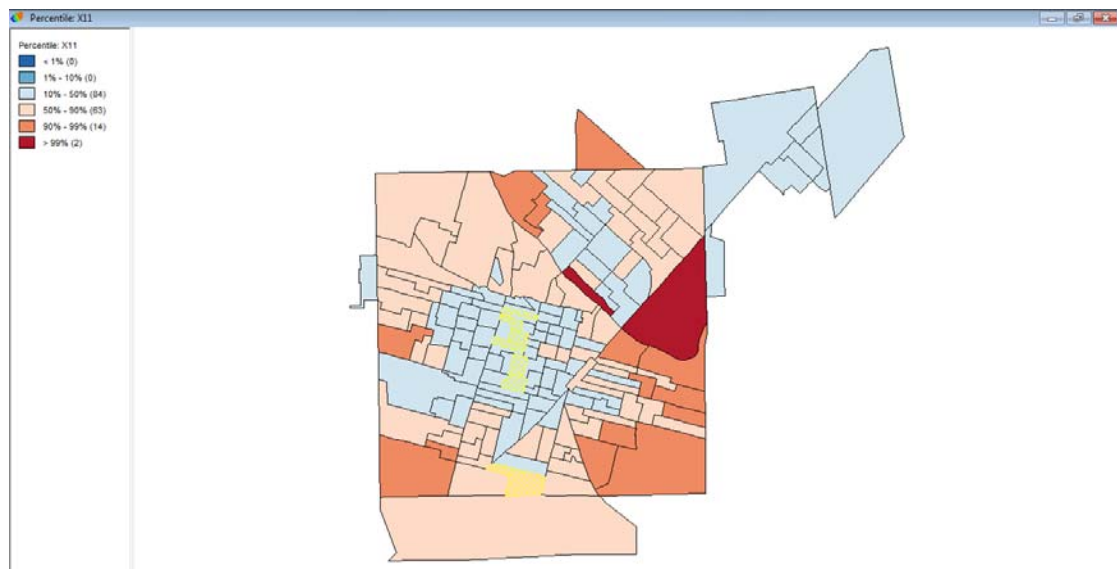 Percentile: X11
Percentile: X11
< 1% (0)
1% - 10% (0)
10% - 50% (84)
50% - 90% (63)
90% - 99% (14)
> 99% (2)